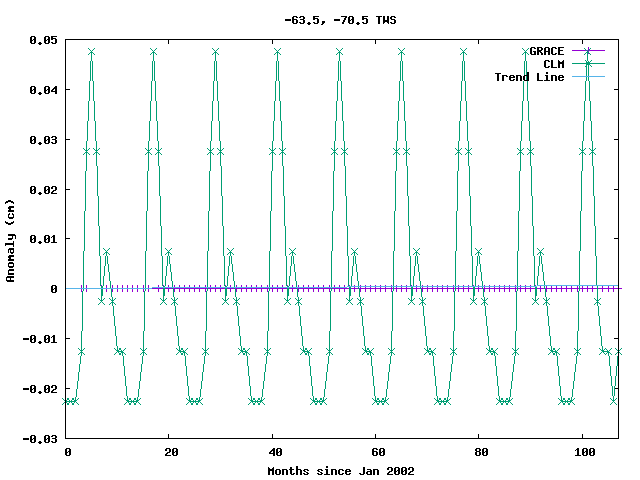 -63.5, -70.5 TWS
GRACE
CLM
Trend Line
0.05
0.04
0.03
0.02
0.01
0
-0.01
-0.02
-0.03
Anomaly (cm)
0 20 40 60 80 100
Months since Jan 2002